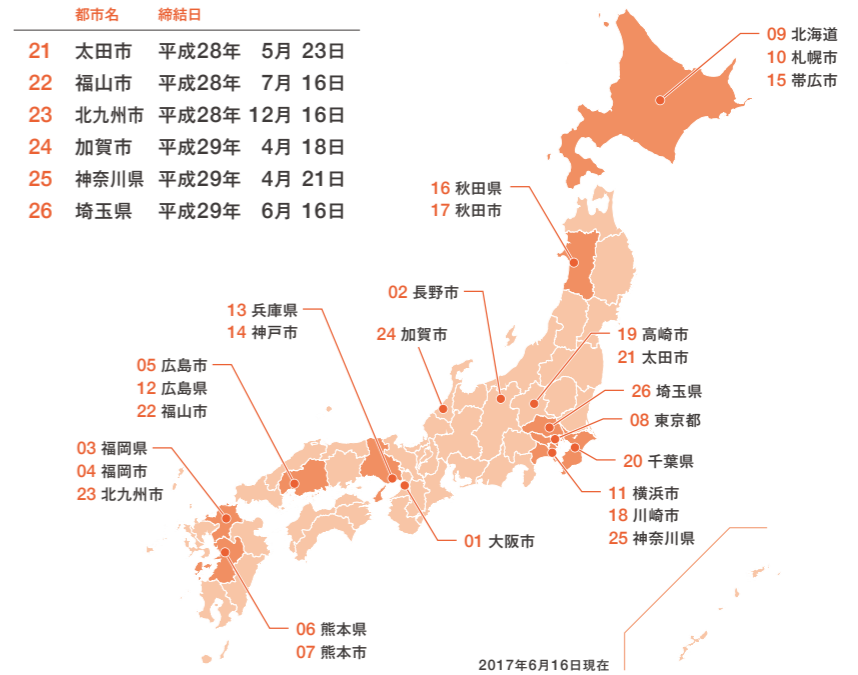 都市名 締結日
21 太田市 平成28年 5月 23日
22 福山市 平成28年 7月 16日
23 北九州市 平成28年 12月 16日
24 加賀市 平成29年 4月 18日
25 神奈川県 平成29年 4月 21日
26 埼玉県 平成29年 6月 16日
09 北海道
10 札幌市
15 帯広市
16 秋田県
17 秋田市
02 長野市
13 兵庫県
14 神戸市
24 加賀市
19 高崎市
21 太田市
05 広島市
12 広島県
22 福山市
26 埼玉県
08 東京都
03 福岡県
04 福岡市
23 北九州市
20 千葉県
11 横浜市
18 川崎市
25 神奈川県
01 大阪市
06 熊本県
07 熊本市
2017年6月16日現在